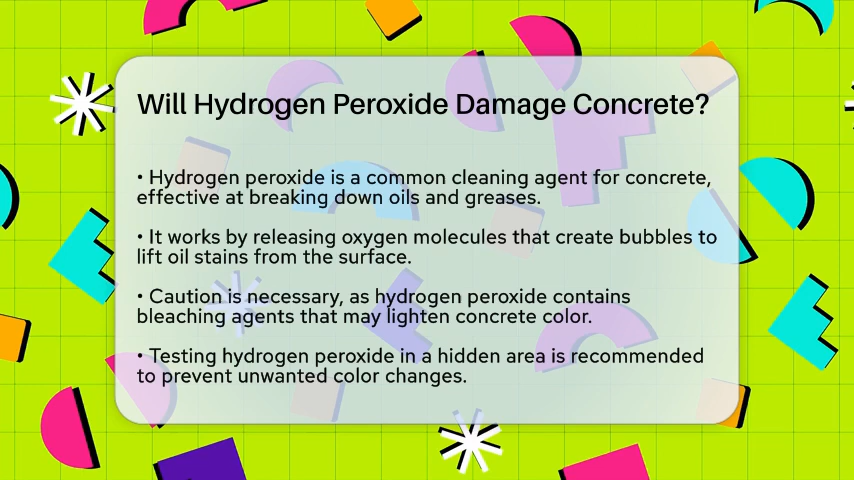 Will Hydrogen Peroxide Damage Concrete?
• Hydrogen peroxide is a common cleaning agent for concrete,
effective at breaking down oils and greases.
• It works by releasing oxygen molecules that create bubbles to
lift oil stains from the surface.
• Caution is necessary, as hydrogen peroxide contains
bleaching agents that may lighten concrete color.
• Testing hydrogen peroxide in a hidden area is recommended
to prevent unwanted color changes.